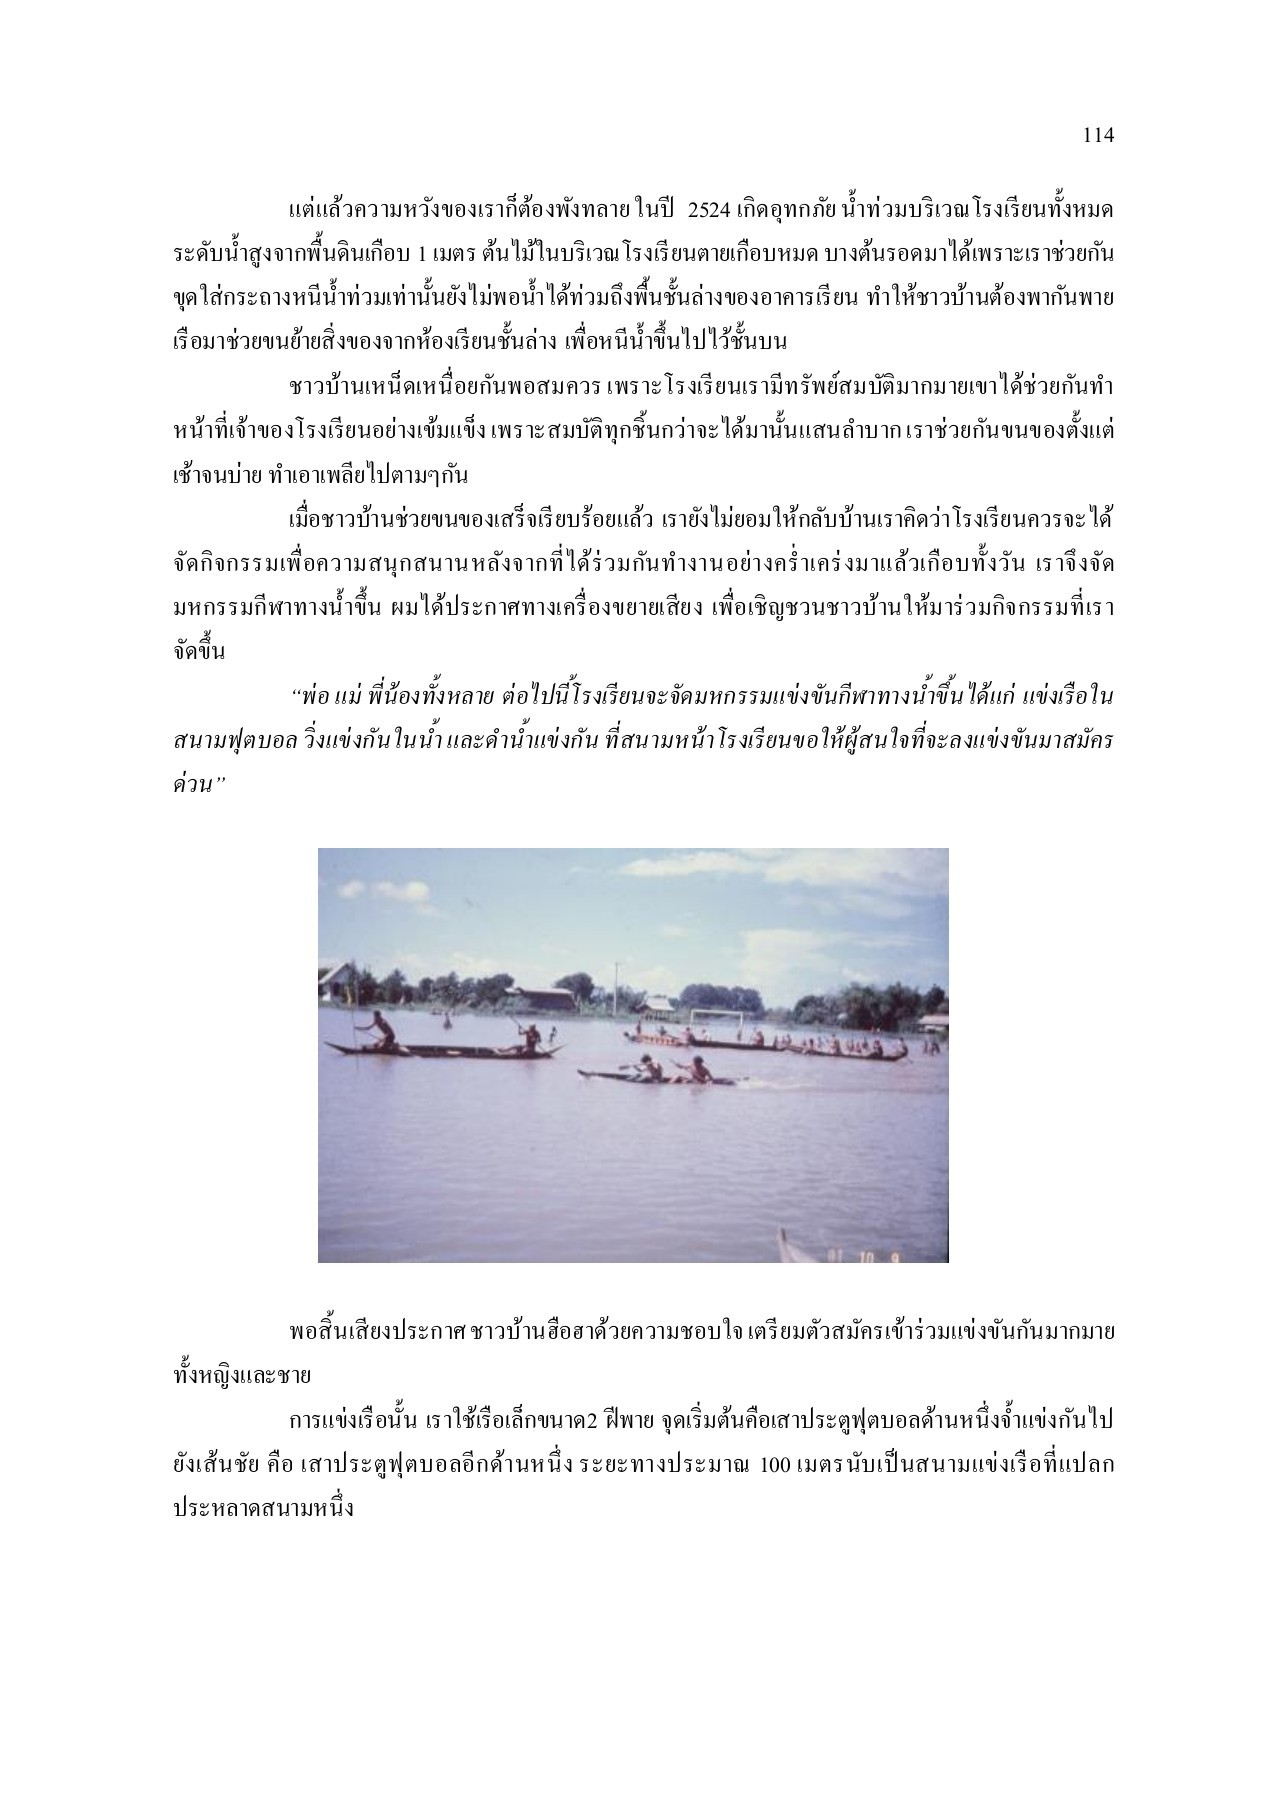 114
แต่แล้วความหวังของเราก็ต้องพังทลาย ในปี 2524 เกิดอุทกภัย น้ำท่วมบริเวณโรงเรียนทั้งหมด
ระดับน้ำสูงจากพื้นดินเกือบ 1 เมตร ต้นไม้ในบริเวณโรงเรียนตายเกือบหมด บางต้นรอดมาได้เพราะเราช่วยกัน
ขุดใส่กระถางหนีน้ำท่วมเท่านั้นยังไม่พอน้ำได้ท่วมถึงพื้นชั้นล่างของอาคารเรียน ทำให้ชาวบ้านต้องพากันพาย
เรือมาช่วยขนย้ายสิ่งของจากห้องเรียนชั้นล่าง เพื่อหนีน้ำขึ้นไปไว้ชั้นบน
ชาวบ้านเหน็ดเหนื่อยกันพอสมควร เพราะโรงเรียนเรามีทรัพย์สมบัติมากมายเขาได้ช่วยกันทำ
หน้าที่เจ้าของโรงเรียนอย่างเข้มแข็ง เพราะสมบัติทุกชิ้นกว่าจะได้มานั้นแสนลำบาก เราช่วยกันขนของตั้งแต่
เช้าจนบ่าย ทำเอาเพลียไปตามๆกัน
เมื่อชาวบ้านช่วยขนของเสร็จเรียบร้อยแล้ว เรายังไม่ยอมให้กลับบ้านเราคิดว่าโรงเรียนควรจะได้
จัดกิจกรรมเพื่อความสนุกสนานหลังจากที่ได้ร่วมกันทำงานอย่างคร่ำเคร่งมาแล้วเกือบทั้งวัน เราจึงจัด
มหกรรมกีฬาทางน้ำขึ้น ผมได้ประกาศทางเครื่องขยายเสียง เพื่อเชิญชวนชาวบ้านให้มาร่วมกิจกรรมที่เรา
จัดขึ้น
“พ่อ แม่ พี่น้องทั้งหลาย ต่อไปนี้โรงเรียนจะจัดมหกรรมแข่งขันกีฬาทางน้ำขึ้น ได้แก่ แข่งเรือใน
สนามฟุตบอล วิ่งแข่งกันในน้ำ และดำน้ำแข่งกัน ที่สนามหน้าโรงเรียนขอให้ผู้สนใจที่จะลงแข่งขันมาสมัคร
ด่วน”
พอสิ้นเสียงประกาศ ชาวบ้านฮือฮาด้วยความชอบใจ เตรียมตัวสมัครเข้าร่วมแข่งขันกันมากมาย
ทั้งหญิงและชาย
การแข่งเรือนั้น เราใช้เรือเล็กขนาด2 ฝีพาย จุดเริ่มต้นคือเสาประตูฟุตบอลด้านหนึ่งจ้ำแข่งกันไป
ยังเส้นชัย คือ เสาประตูฟุตบอลอีกด้านหนึ่ง ระยะทางประมาณ 100 เมตรนับเป็นสนามแข่งเรือที่แปลก
ประหลาดสนามหนึ่ง